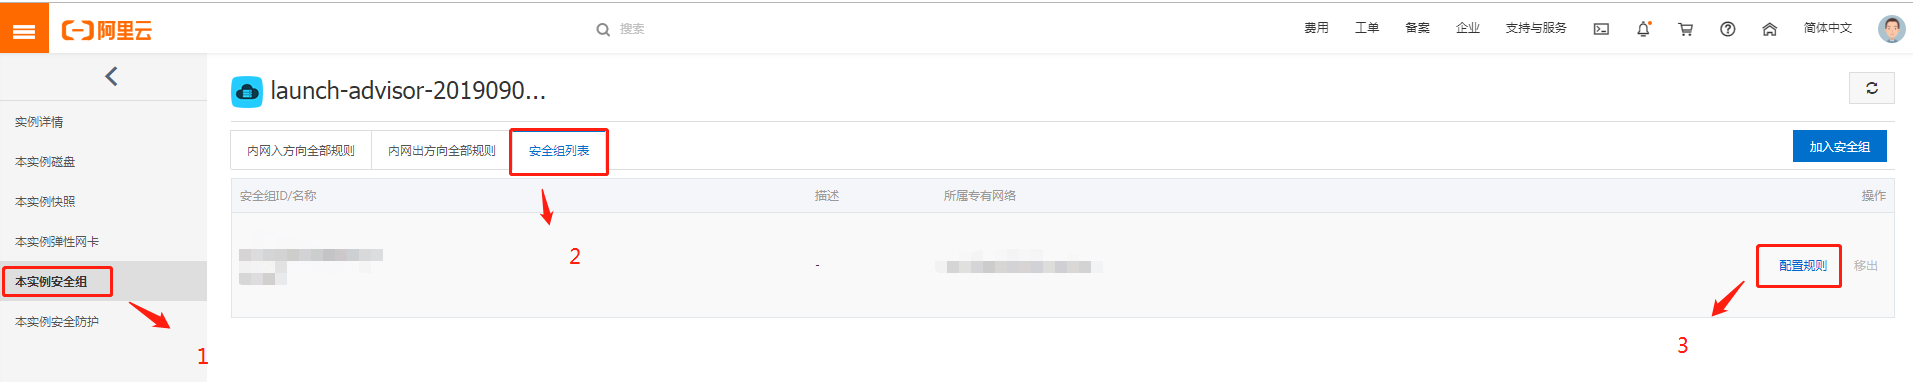 阿里云
搜索
费用 工单 备案 企业 支持与服务 简体中文
launch-advisor-2019090...
实例详情
本实例磁盘
本实例快照
本实例弹性网卡
本实例安全组
本实例安全防护
1
内网入方向全部规则 内网出方向全部规则 安全组列表
加入安全组
安全组ID/名称 描述 所属专有网络 操作
2
- 配置规则 移出
3